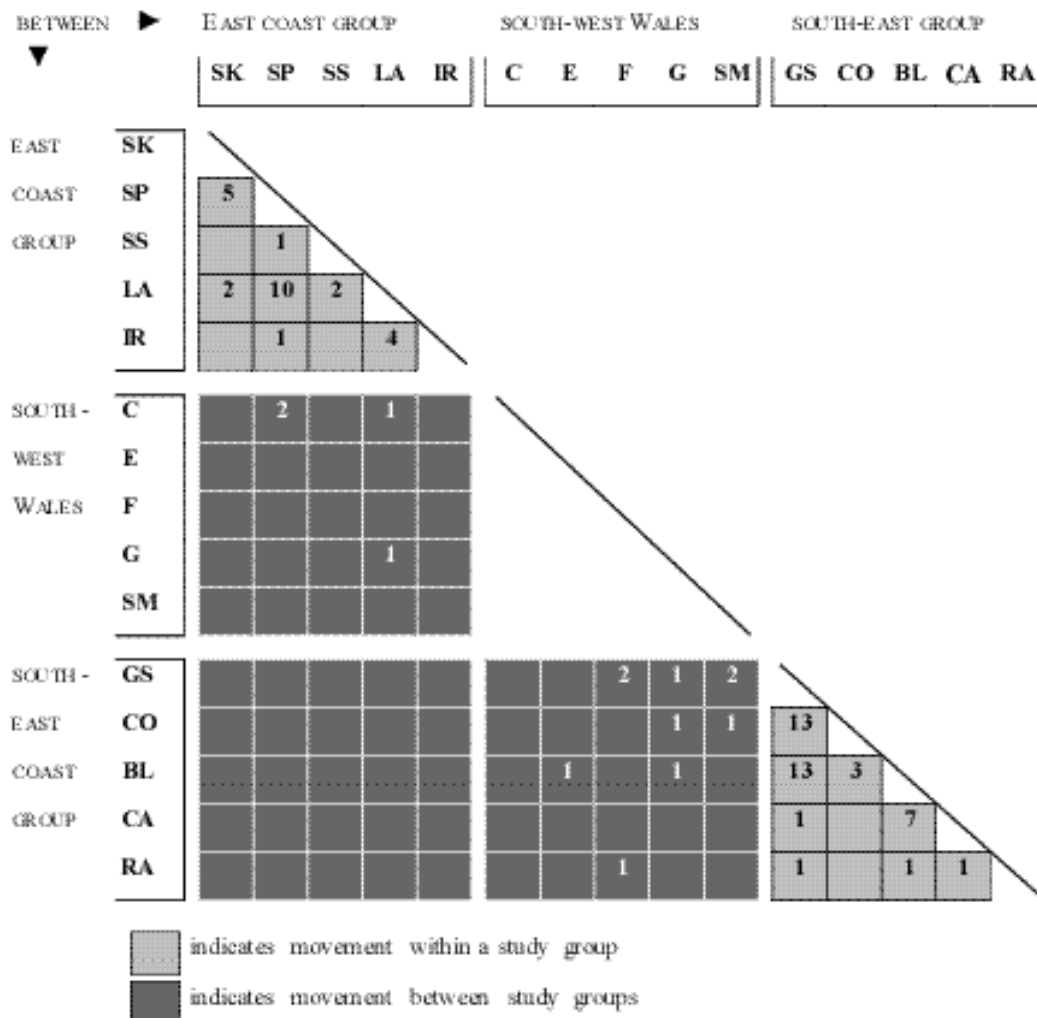 BETWEEN ► EAST COAST GROUP SOUTH-WEST WALES SOUTH-EAST GROUP
▼ SK SP SS LA IR C E F G SM GS CO BL CA RA
EAST SK
COAST SP 5
GROUP SS 1
LA 2 10 2
IR 1 4
SOUTH - C 2 1
WEST E
WALES F
G 1
SM
SOUTH - GS 2 1 2
EAST CO 1 1 13
COAST BL 1 1 13 3
GROUP CA 1 7
RA 1 1 1 1
indicates movement within a study group
indicates movement between study groups